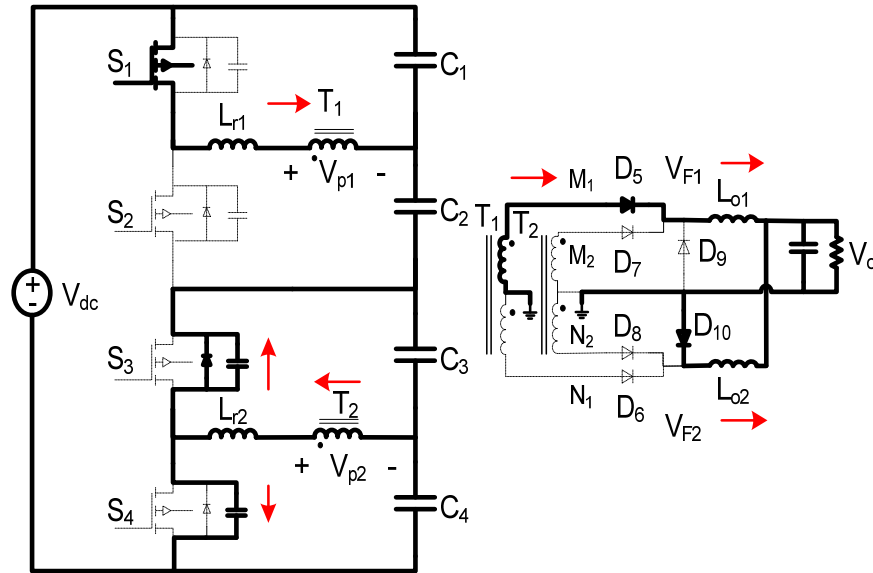 S1
C1
Lr1
T1
+ Vp1 -
S2
C2
+
-
Vdc
S3
C3
Lr2
T2
+ Vp2 -
S4
C4
M1
D5
VF1
Lo1
T1
T2
M2
D7
D9
Vo
N2
D8
D10
N1
D6
Lo2
VF2